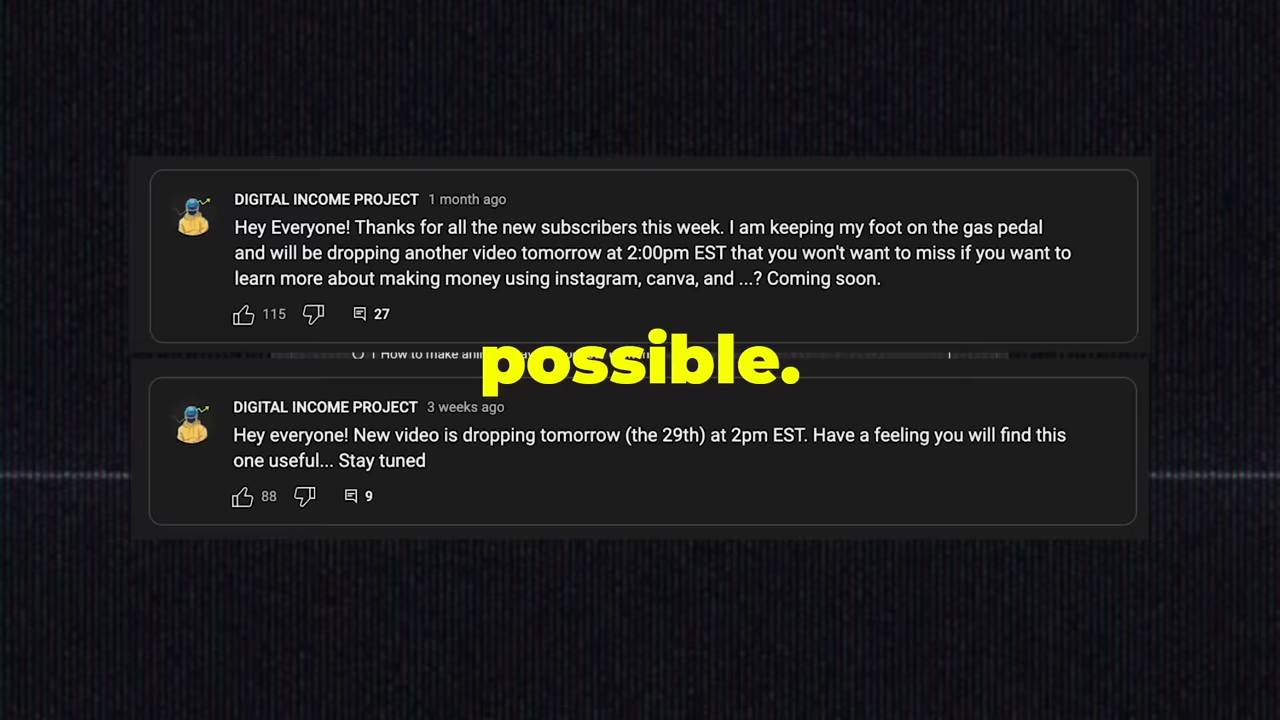 DIGITAL INCOME PROJECT 1 month ago
Hey Everyone! Thanks for all the new subscribers this week. I am keeping my foot on the gas pedal
and will be dropping another video tomorrow at 2:00pm EST that you won't want to miss if you want to
learn more about making money using instagram, canva, and ...? Coming soon.
115 27
How to make
possible.
DIGITAL INCOME PROJECT 3 weeks ago
Hey everyone! New video is dropping tomorrow (the 29th) at 2pm EST. Have a feeling you will find this
one useful... Stay tuned
88 9